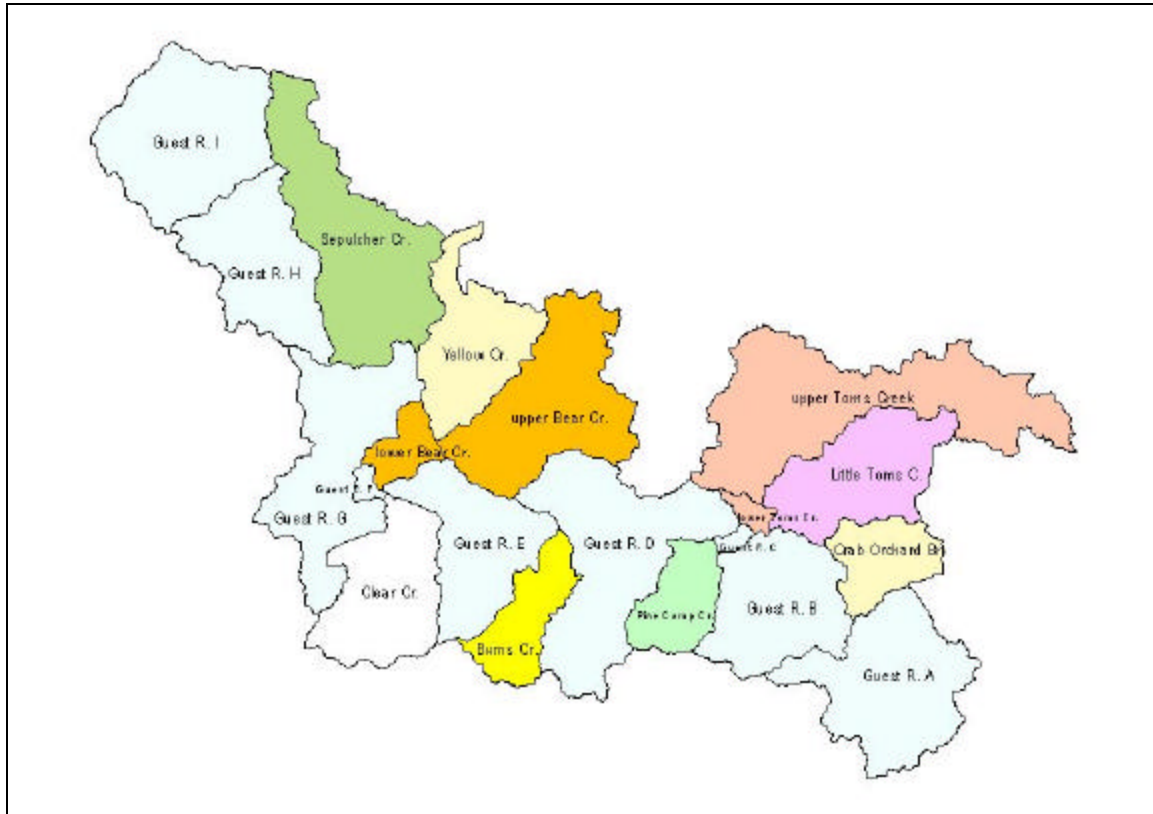 Guest R. I
Sepulcher Cr.
Guest R. H
Yellow Cr.
upper Toms Creek
upper Bear Cr.
lower Bear Cr.
Little Toms C.
Guest R. F
Guest R. G
lower Toms Cr.
Guest R. E
Guest R. D
Guest R. C
Crab Orchard Br.
Clear Cr.
Guest R. B
Pine Camp Cr.
Burns Cr.
Guest R. A